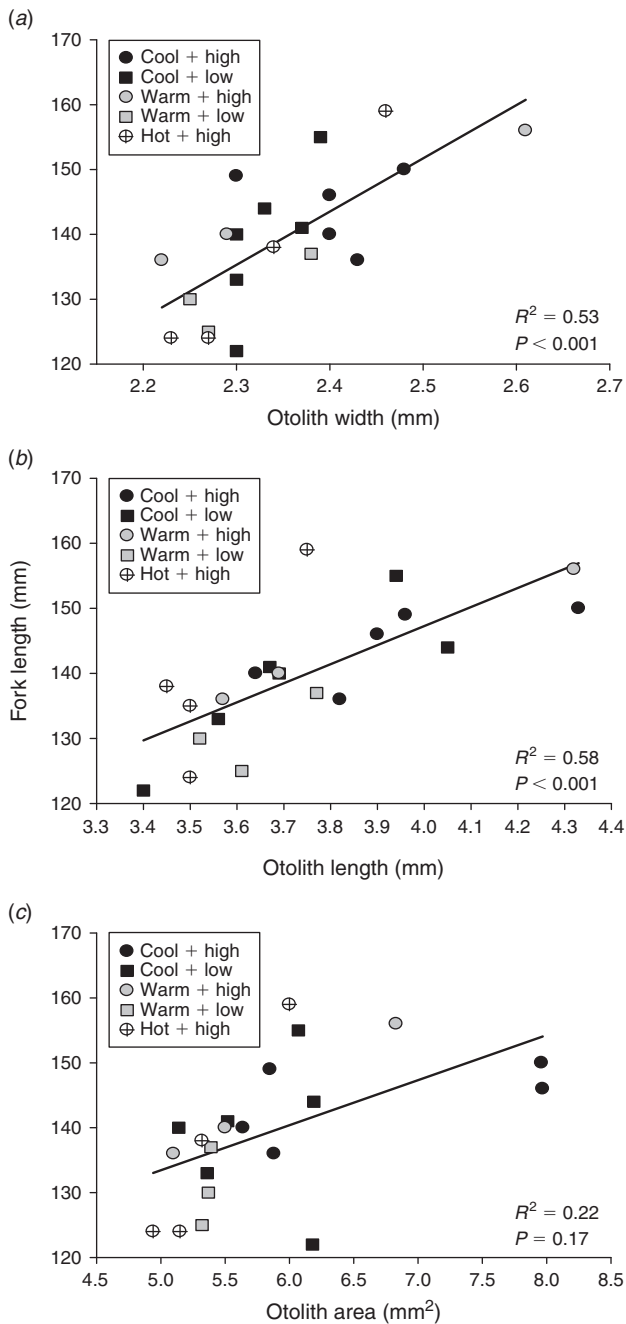 (a)
170
160
150
140
130
120
Cool + high
Cool + low
Warm + high
Warm + low
Hot + high
R² = 0.53
P < 0.001
2.2 2.3 2.4 2.5 2.6 2.7
Otolith width (mm)
(b)
170
160
150
140
130
120
Cool + high
Cool + low
Warm + high
Warm + low
Hot + high
Fork length (mm)
R² = 0.58
P < 0.001
3.3 3.4 3.5 3.6 3.7 3.8 3.9 4.0 4.1 4.2 4.3 4.4
Otolith length (mm)
(c)
170
160
150
140
130
120
Cool + high
Cool + low
Warm + high
Warm + low
Hot + high
R² = 0.22
P = 0.17
4.5 5.0 5.5 6.0 6.5 7.0 7.5 8.0 8.5
Otolith area (mm²)